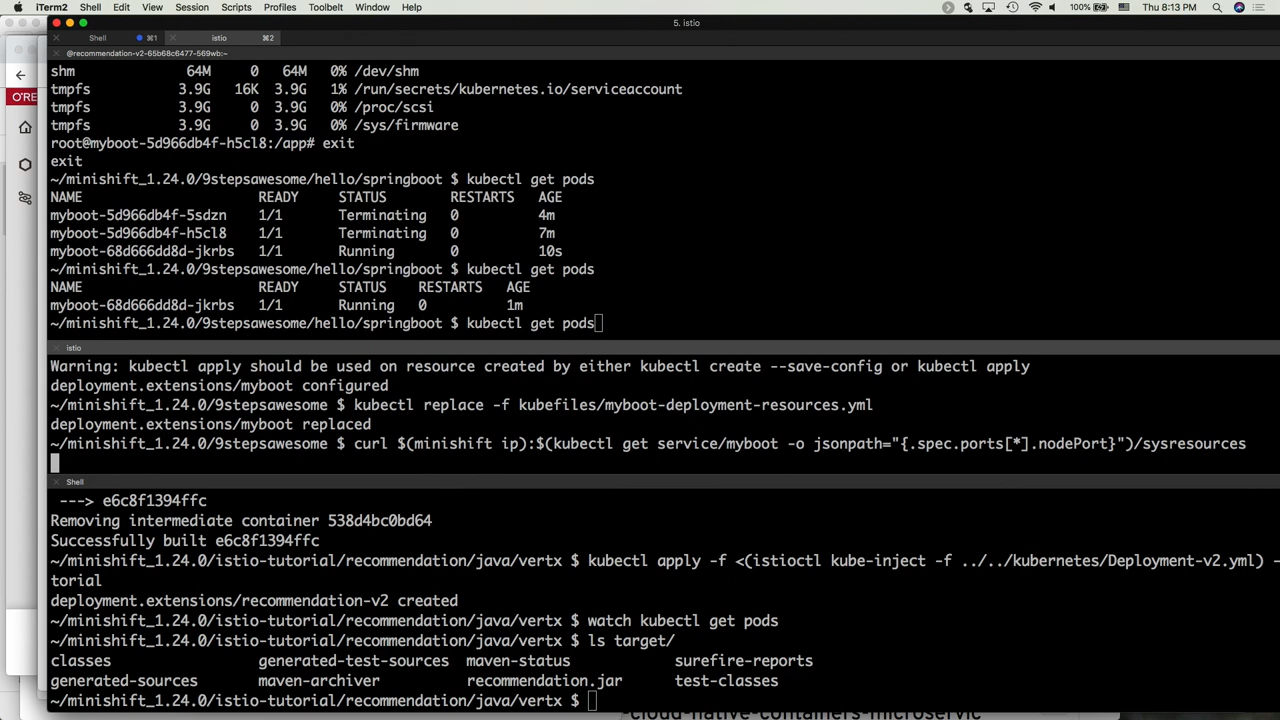 iTerm2 Shell Edit View Session Scripts Profiles Toolbelt Window Help 100% Thu 8:13 PM
5. istio
Shell ⌘1 istio ⌘2
@recommendation-v2-65b68c6477-569wb:~
O'RE
shm 64M 0 64M 0% /dev/shm
tmpfs 3.9G 16K 3.9G 1% /run/secrets/kubernetes.io/serviceaccount
tmpfs 3.9G 0 3.9G 0% /proc/scsi
tmpfs 3.9G 0 3.9G 0% /sys/firmware
root@myboot-5d966db4f-h5cl8:/app# exit
exit
~/minishift_1.24.0/9stepsawesome/hello/springboot $ kubectl get pods
NAME READY STATUS RESTARTS AGE
myboot-5d966db4f-5sdzn 1/1 Terminating 0 4m
myboot-5d966db4f-h5cl8 1/1 Terminating 0 7m
myboot-68d666dd8d-jkrbs 1/1 Running 0 10s
~/minishift_1.24.0/9stepsawesome/hello/springboot $ kubectl get pods
NAME READY STATUS RESTARTS AGE
myboot-68d666dd8d-jkrbs 1/1 Running 0 1m
~/minishift_1.24.0/9stepsawesome/hello/springboot $ kubectl get pods
istio
Warning: kubectl apply should be used on resource created by either kubectl create --save-config or kubectl apply
deployment.extensions/myboot configured
~/minishift_1.24.0/9stepsawesome $ kubectl replace -f kubefiles/myboot-deployment-resources.yml
deployment.extensions/myboot replaced
~/minishift_1.24.0/9stepsawesome $ curl $(minishift ip):$(kubectl get service/myboot -o jsonpath="{.spec.ports[*].nodePort}")/sysresources
Shell
---> e6c8f1394ffc
Removing intermediate container 538d4bc0bd64
Successfully built e6c8f1394ffc
~/minishift_1.24.0/istio-tutorial/recommendation/java/vertx $ kubectl apply -f <(istioctl kube-inject -f ../../kubernetes/Deployment-v2.yml) -
torial
deployment.extensions/recommendation-v2 created
~/minishift_1.24.0/istio-tutorial/recommendation/java/vertx $ watch kubectl get pods
~/minishift_1.24.0/istio-tutorial/recommendation/java/vertx $ ls target/
classes generated-test-sources maven-status surefire-reports
generated-sources maven-archiver recommendation.jar test-classes
~/minishift_1.24.0/istio-tutorial/recommendation/java/vertx $
-cloud-native-containers-microservic